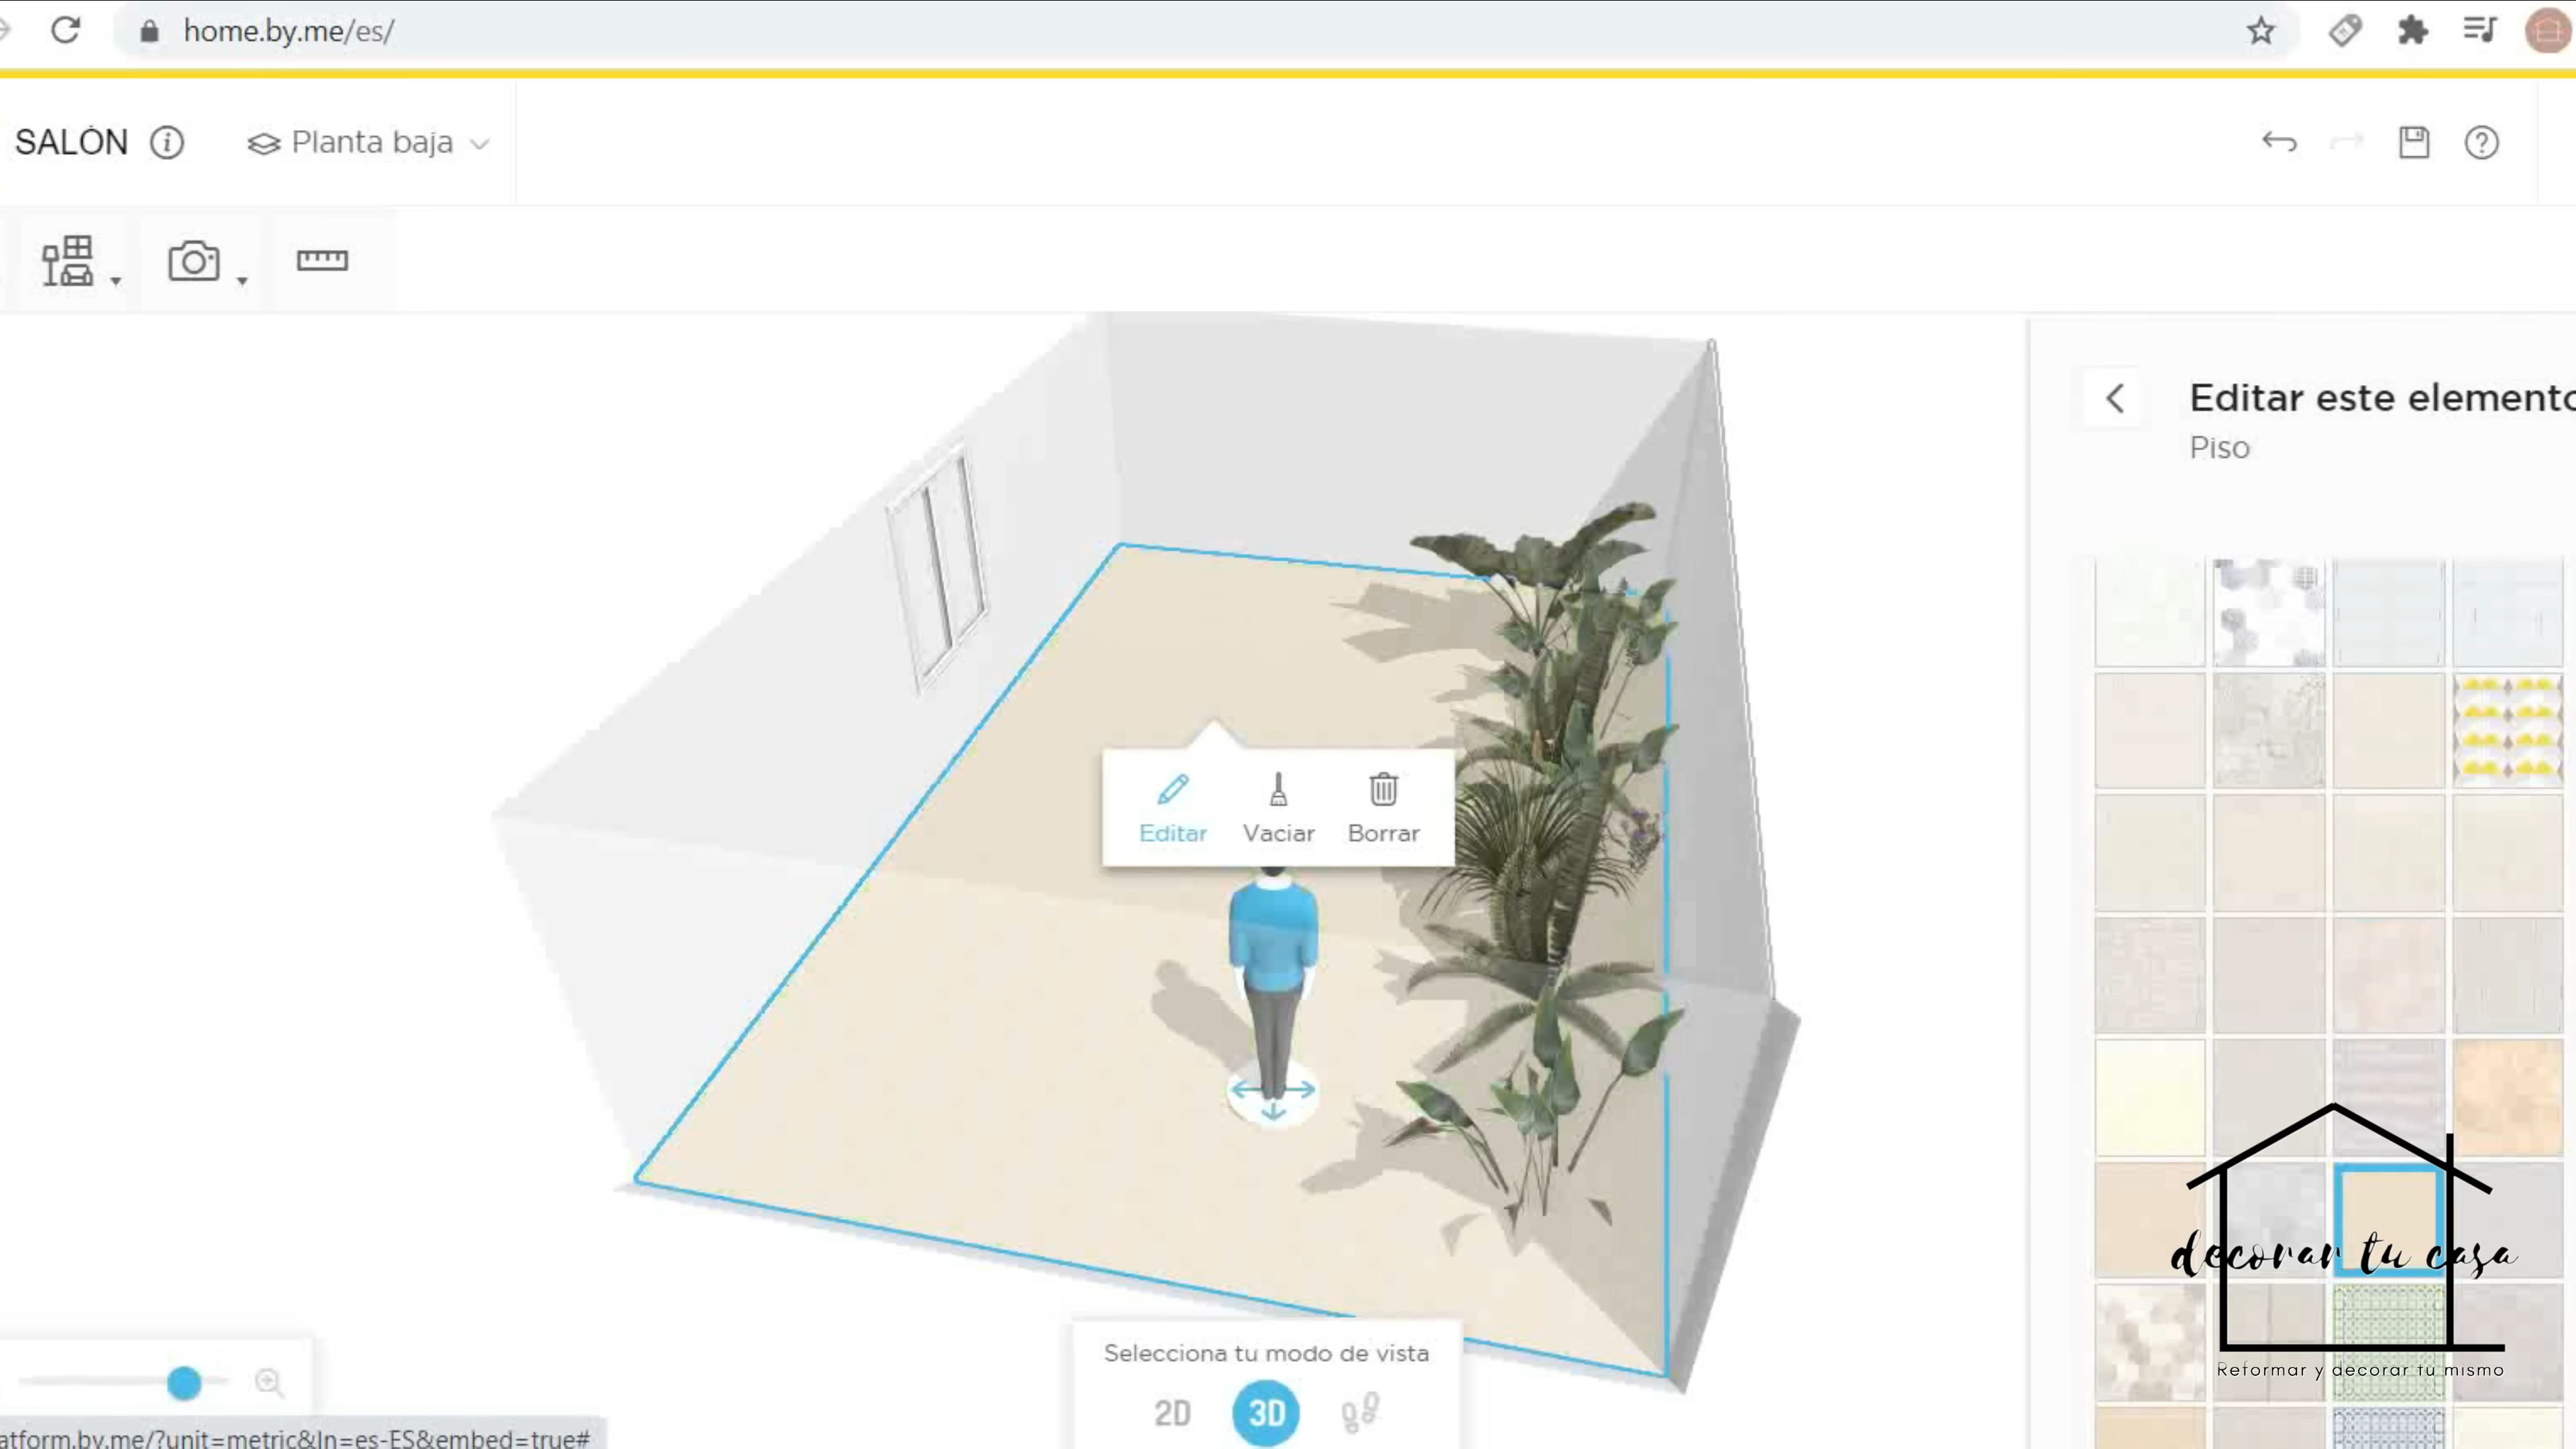 home.by.me/es/
SALÓN
Planta baja
Editar este elemento
Piso
Editar Vaciar Borrar
decorar tu casa
Reformar y decorar tu mismo
Selecciona tu modo de vista
2D 3D
atform.by.me/?unit=metric&ln=es-ES&embed=true#